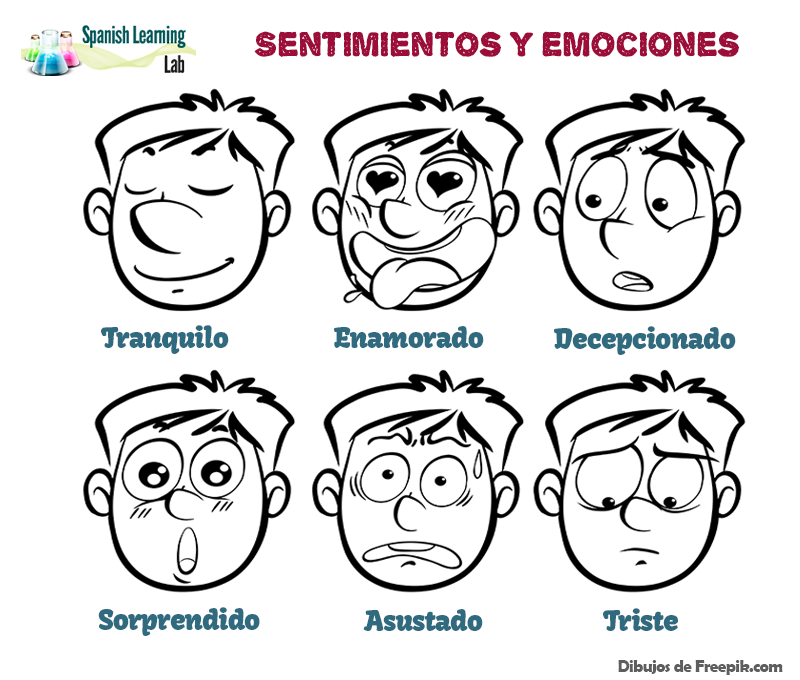 Spanish Learning
Lab
SENTIMIENTOS Y EMOCIONES
Tranquilo
Enamorado
Decepcionado
Sorprendido
Asustado
Triste
Dibujos de Freepik.com